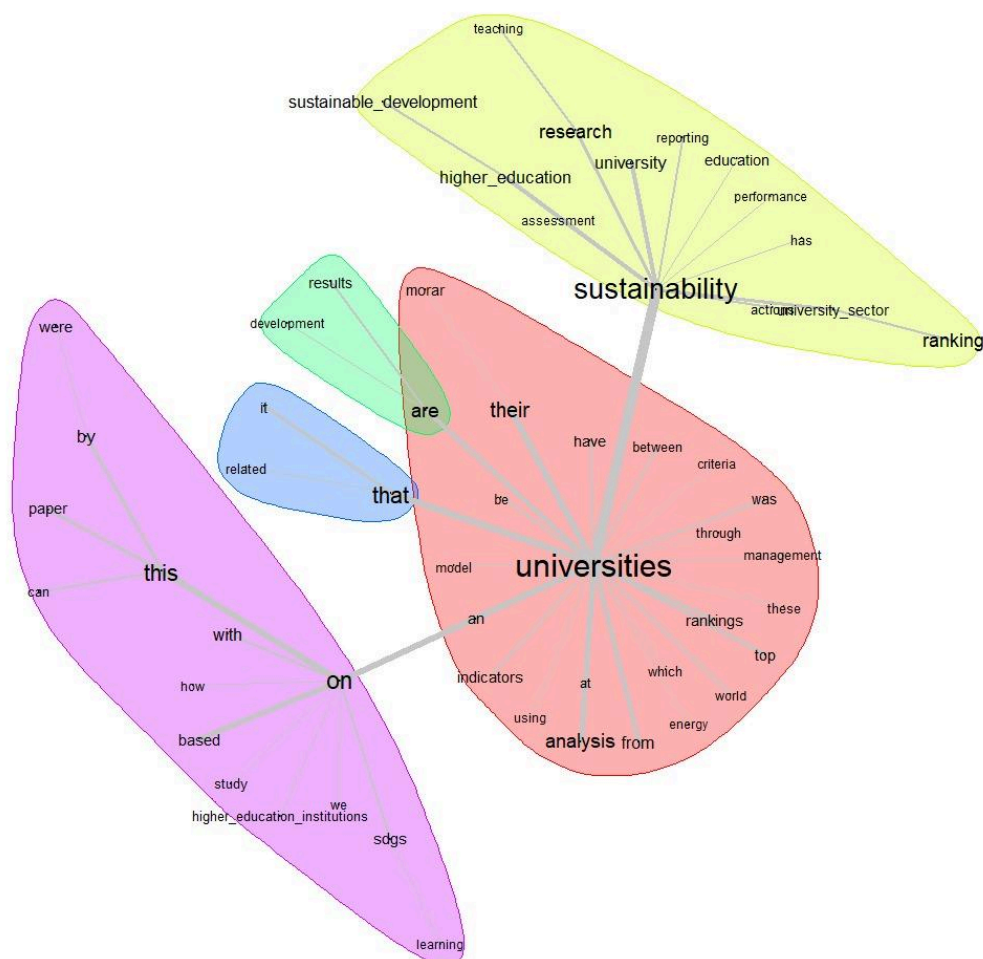 teaching
sustainable_development
research
reporting
university
education
higher_education
performance
assessment
has
sustainability
actions
university_sector
ranking
results
morar
development
were
are
their
it
by
have
between
criteria
related
that
be
was
paper
through
management
universities
model
this
can
these
an
rankings
with
top
on
indicators
which
how
at
world
using
energy
based
analysis
from
study
we
higher_education_institutions
sdgs
learning